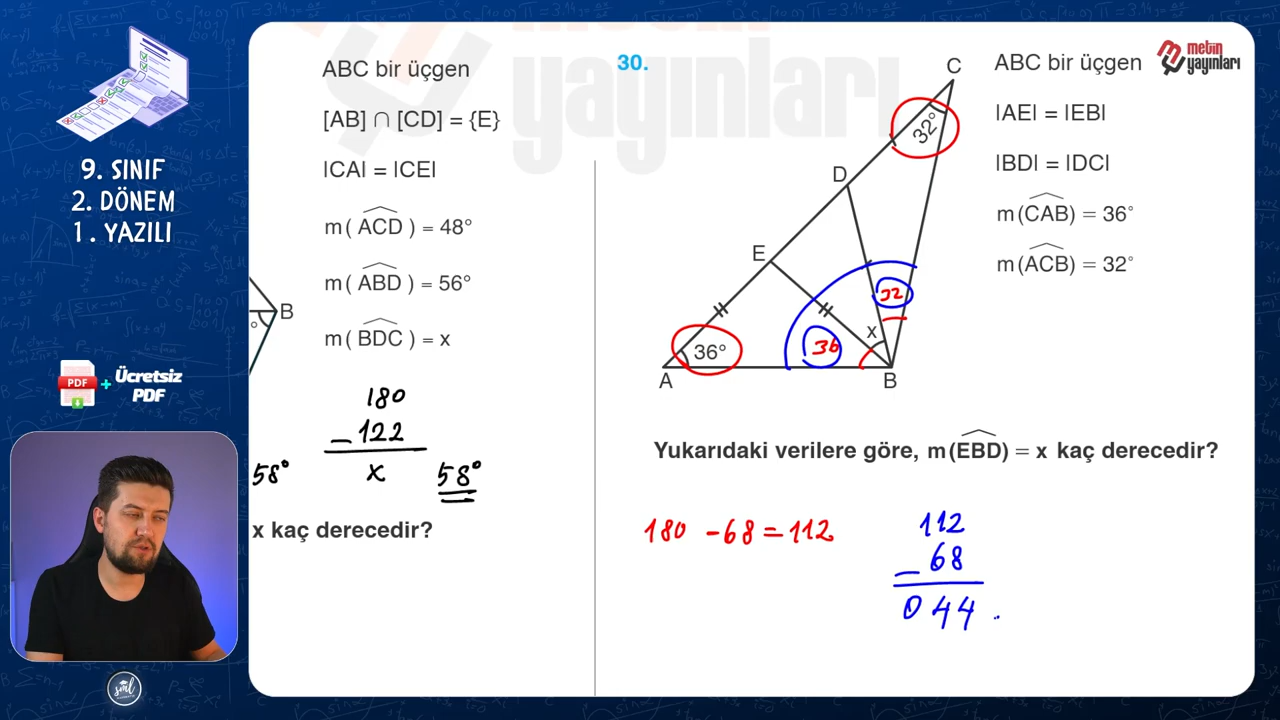 9. SINIF
2. DÖNEM
1. YAZILI
PDF
+ Ücretsiz
PDF
sml
ABC bir üçgen
[AB] ∩ [CD] = {E}
|CA| = |CE|
m( ACD ) = 48°
m( ABD ) = 56°
m( BDC ) = x
B
180
- 122
x
58°
58°
x kaç derecedir?
yayınları
30.
C
32°
D
E
32
x
36
36°
A
B
ABC bir üçgen
metin
yayınları
|AE| = |EB|
|BD| = |DC|
m(CAB) = 36°
m(ACB) = 32°
Yukarıdaki verilere göre, m(EBD) = x kaç derecedir?
180 - 68 = 112
112
- 68
044